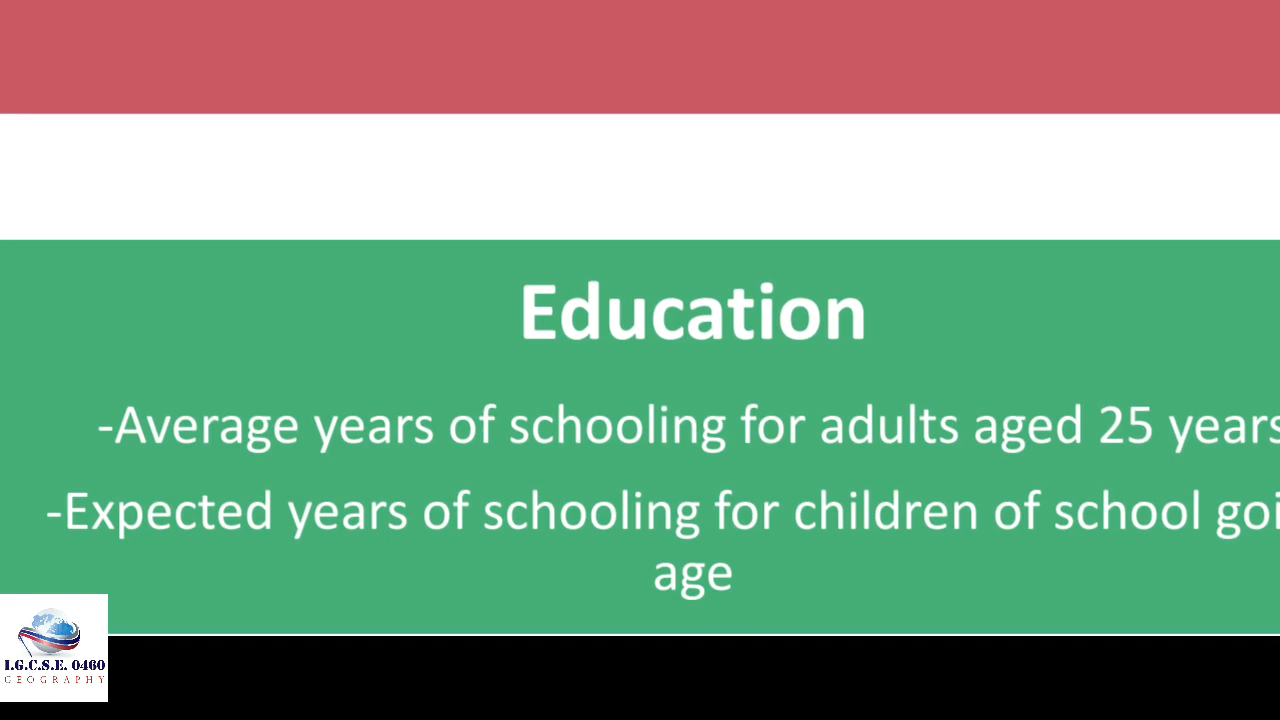 Education
-Average years of schooling for adults aged 25 years
-Expected years of schooling for children of school
age
I.G.C.S.E. 0460
GEOGRAPHY